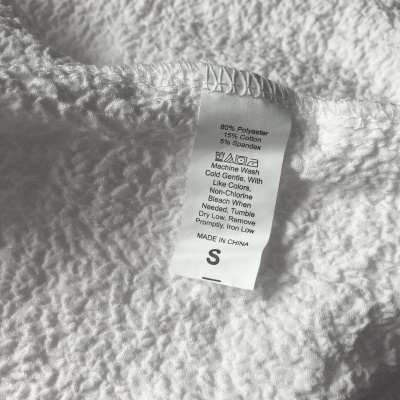 80% Polyester
15% Cotton
5% Spandax
Machine Wash
Cold Gentle, With
Like Colors,
Non-Chlorine
Bleach When
Needed, Tumble
Dry Low, Remove
Promptly, Iron Low
MADE IN CHINA
S